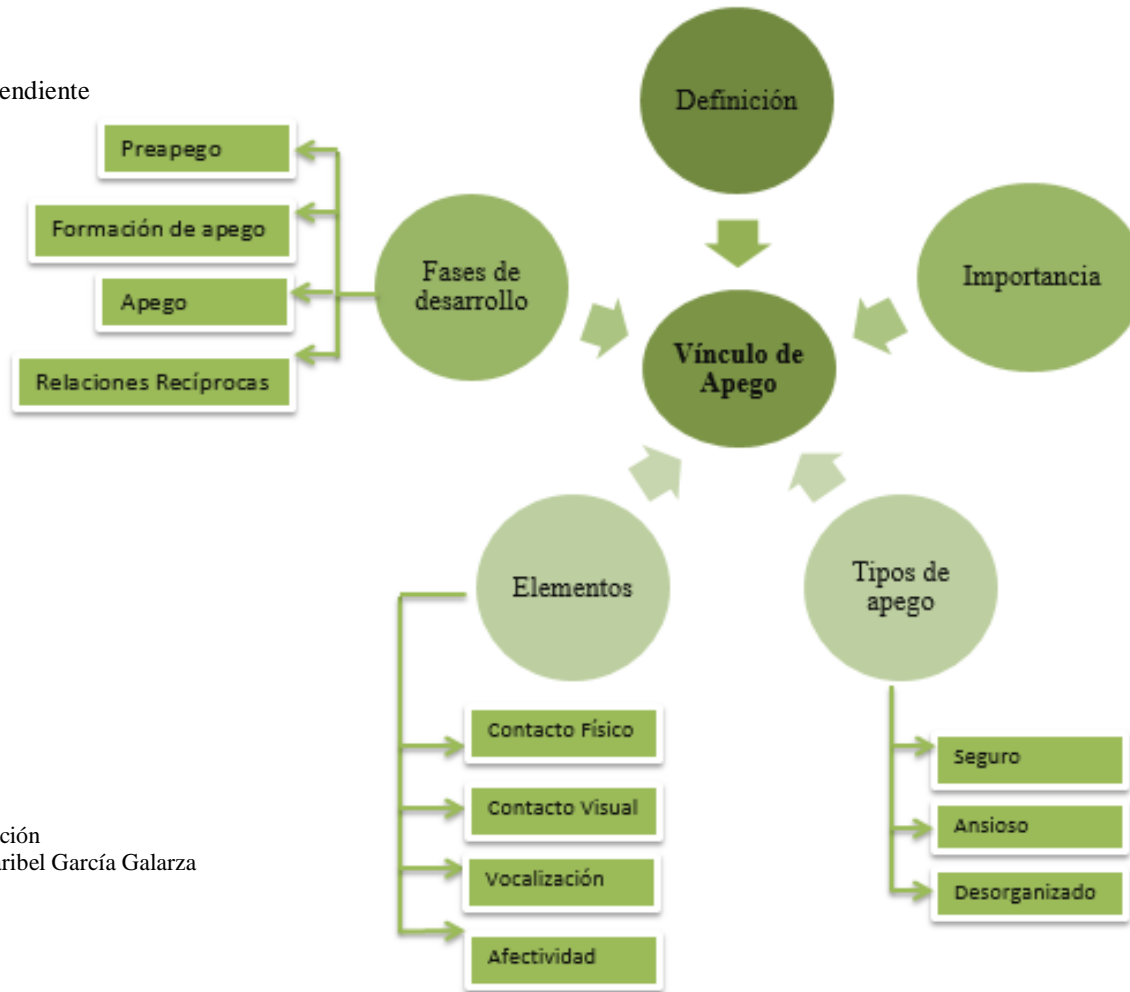 endiente
Definición
Preapego
Formación de apego
Apego
Relaciones Recíprocas
Fases de
desarrollo
Importancia
Vínculo de
Apego
Elementos
Contacto Físico
Contacto Visual
Vocalización
Afectividad
Tipos de
apego
Seguro
Ansioso
Desorganizado
ción
aribel García Galarza